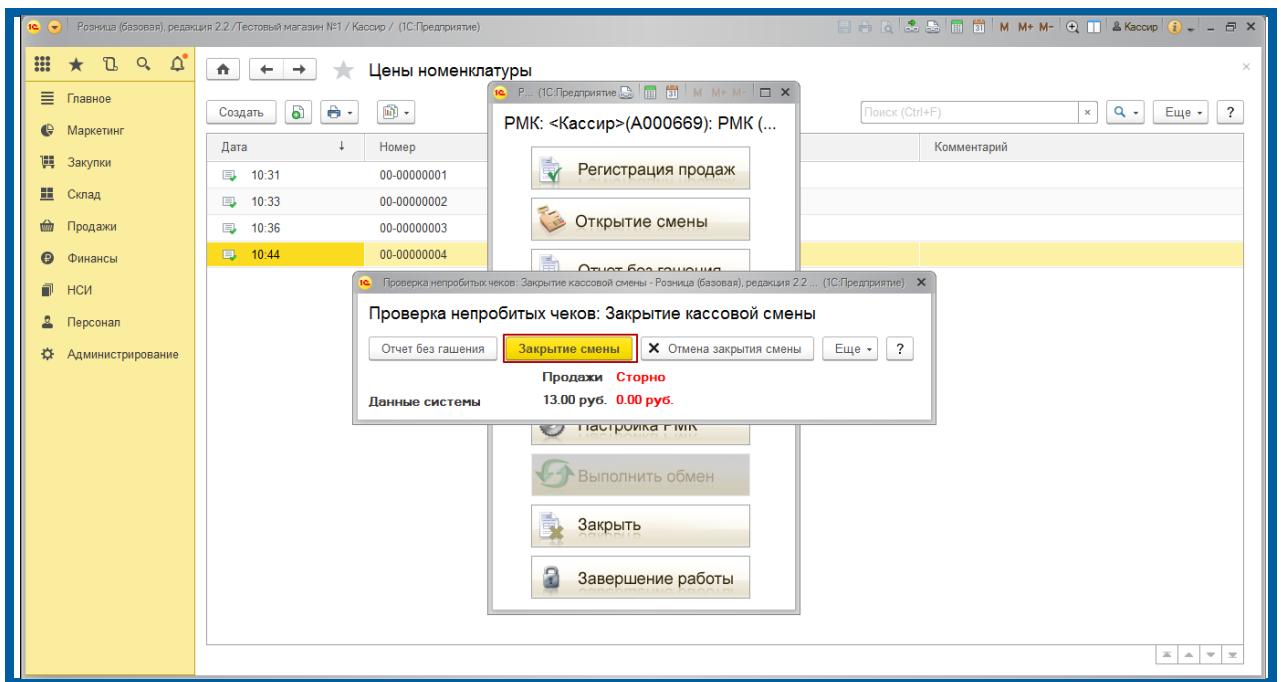 Розница (базовая), редакция 2.2 /Тестовый магазин №1 / Кассир / (1С:Предприятие)
M M+ M- Кассир
Главное
Маркетинг
Закупки
Склад
Продажи
Финансы
НСИ
Персонал
Администрирование
Цены номенклатуры
Создать
Поиск (Ctrl+F)
Еще
?
Дата Номер Комментарий
10:31 00-00000001
10:33 00-00000002
10:36 00-00000003
10:44 00-00000004
Р... (1С:Предприятие M M+ M-
РМК: <Кассир>(А000669): РМК (...
Регистрация продаж
Открытие смены
Отчет без гашения
Проверка непробитых чеков: Закрытие кассовой смены - Розница (базовая), редакция 2.2 ... (1С:Предприятие)
Проверка непробитых чеков: Закрытие кассовой смены
Отчет без гашения Закрытие смены Отмена закрытия смены Еще ?
Продажи Сторно
Данные системы 13.00 руб. 0.00 руб.
Настройка РМК
Выполнить обмен
Закрыть
Завершение работы